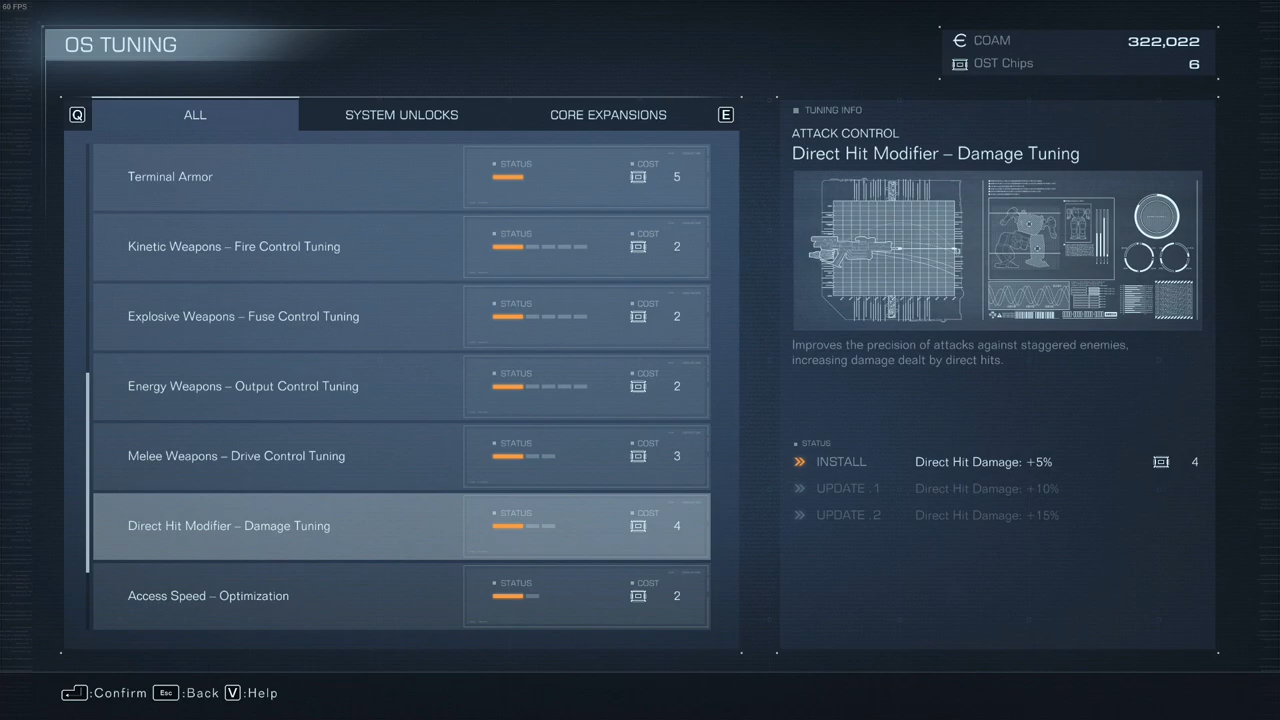 60 FPS
OS TUNING
COAM 322,022
OST Chips 6
Q ALL SYSTEM UNLOCKS CORE EXPANSIONS E
Terminal Armor STATUS COST 5
Kinetic Weapons – Fire Control Tuning STATUS COST 2
Explosive Weapons – Fuse Control Tuning STATUS COST 2
Energy Weapons – Output Control Tuning STATUS COST 2
Melee Weapons – Drive Control Tuning STATUS COST 3
Direct Hit Modifier – Damage Tuning STATUS COST 4
Access Speed – Optimization STATUS COST 2
TUNING INFO
ATTACK CONTROL
Direct Hit Modifier – Damage Tuning
Improves the precision of attacks against staggered enemies,
increasing damage dealt by direct hits.
STATUS
INSTALL Direct Hit Damage: +5% 4
UPDATE .1 Direct Hit Damage: +10%
UPDATE .2 Direct Hit Damage: +15%
:Confirm Esc :Back V :Help